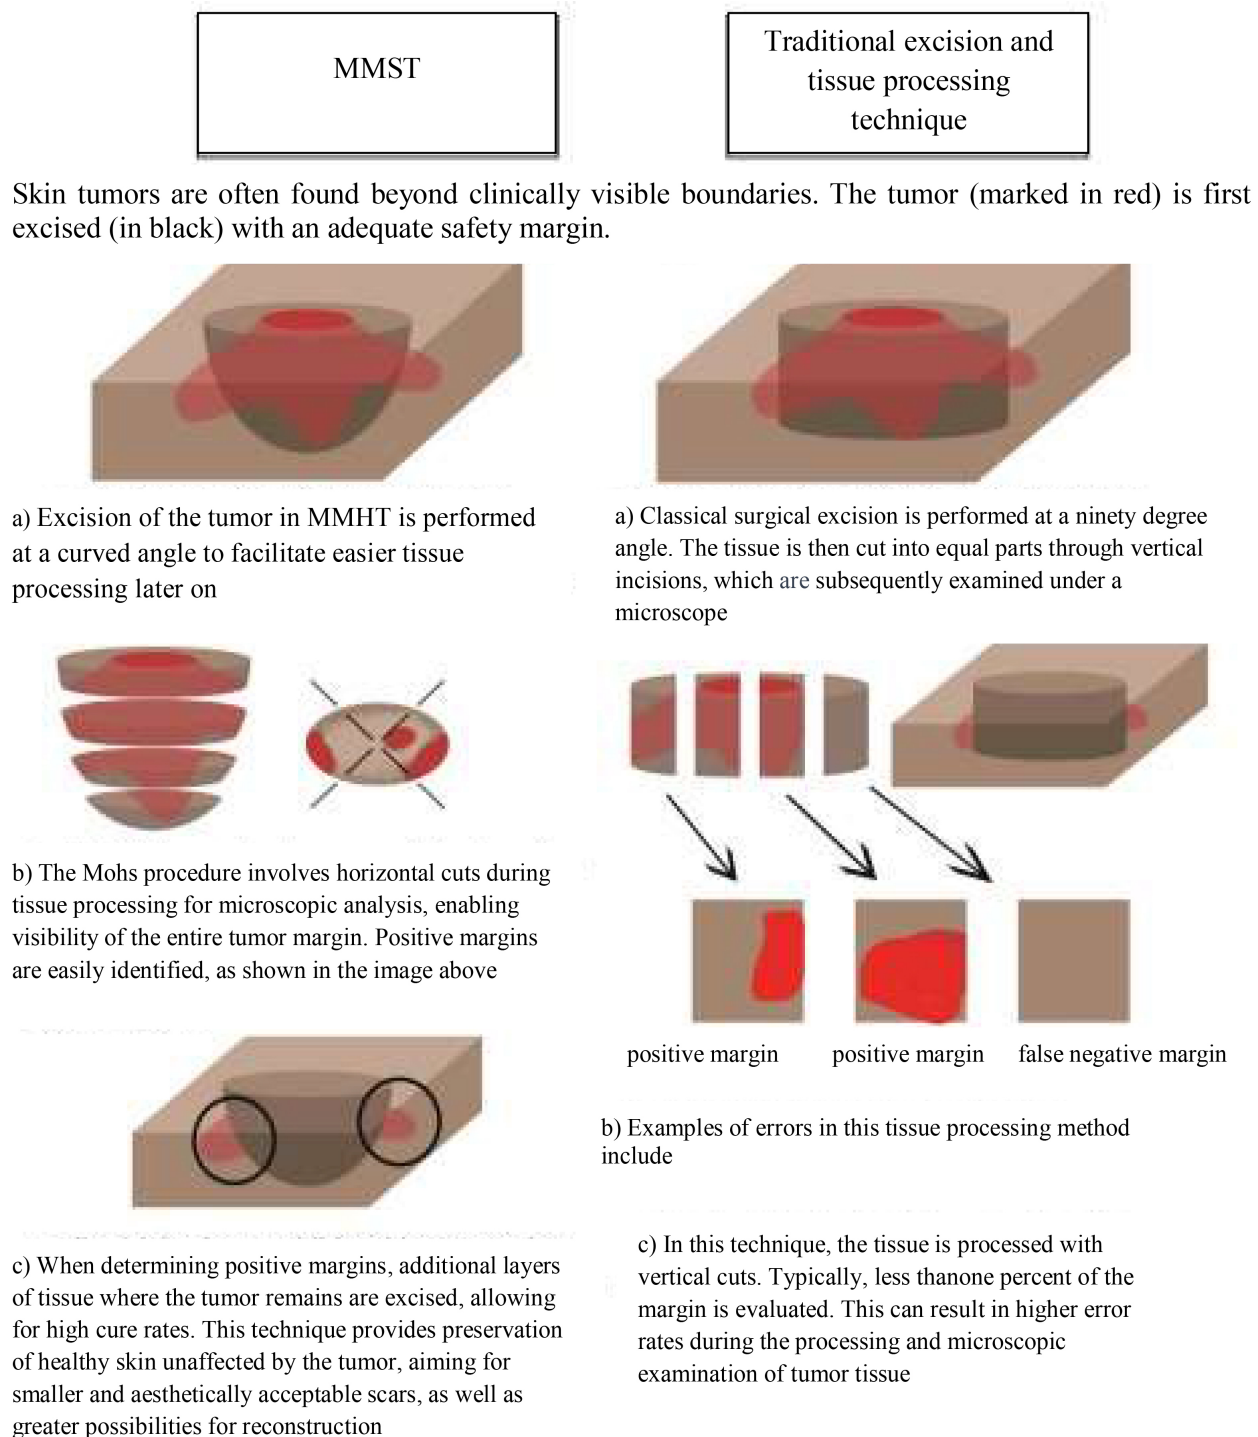 MMST
Traditional excision and
tissue processing
technique
Skin tumors are often found beyond clinically visible boundaries. The tumor (marked in red) is first
excised (in black) with an adequate safety margin.
a) Excision of the tumor in MMHT is performed
at a curved angle to facilitate easier tissue
processing later on
b) The Mohs procedure involves horizontal cuts during
tissue processing for microscopic analysis, enabling
visibility of the entire tumor margin. Positive margins
are easily identified, as shown in the image above
c) When determining positive margins, additional layers
of tissue where the tumor remains are excised, allowing
for high cure rates. This technique provides preservation
of healthy skin unaffected by the tumor, aiming for
smaller and aesthetically acceptable scars, as well as
greater possibilities for reconstruction
a) Classical surgical excision is performed at a ninety degree
angle. The tissue is then cut into equal parts through vertical
incisions, which are subsequently examined under a
microscope
positive margin
positive margin
false negative margin
b) Examples of errors in this tissue processing method
include
c) In this technique, the tissue is processed with
vertical cuts. Typically, less thanone percent of the
margin is evaluated. This can result in higher error
rates during the processing and microscopic
examination of tumor tissue